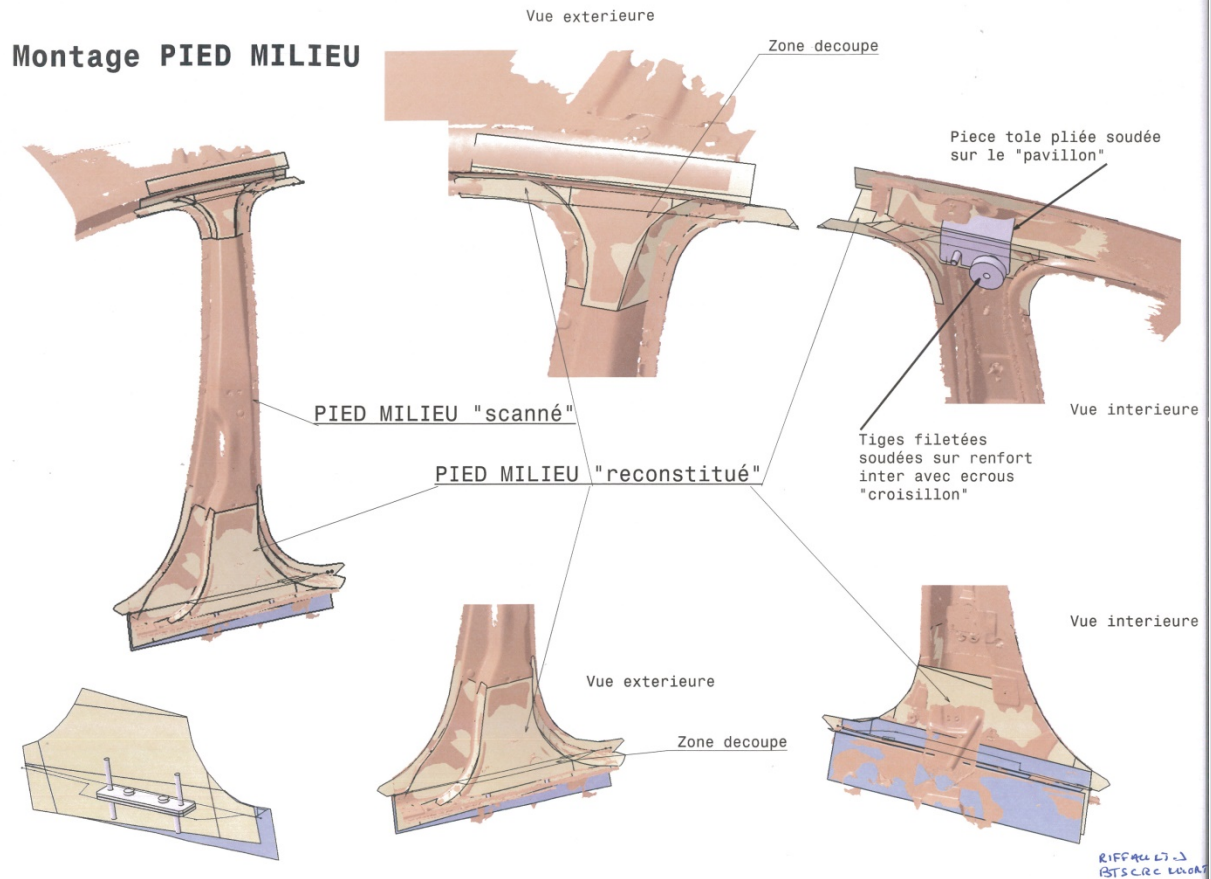 Vue exterieure
Montage PIED MILIEU
Zone decoupe
Piece tole pliée soudée
sur le "pavillon"
PIED MILIEU "scanné"
Vue interieure
Tiges filetées
soudées sur renfort
inter avec ecrous
"croisillon"
PIED MILIEU "reconstitué"
Vue interieure
Vue exterieure
Zone decoupe
RIFFAULT J
BTS CRC